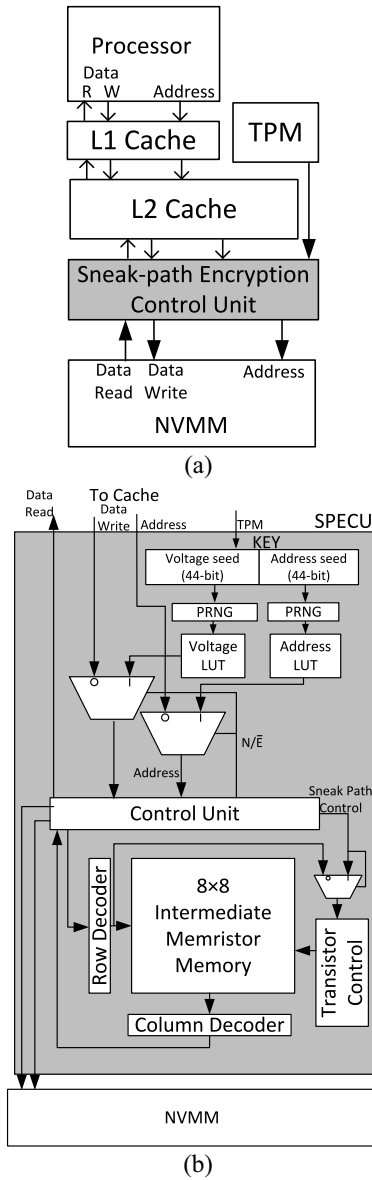 Processor
Data
R W Address
TPM
L1 Cache
L2 Cache
Sneak-path Encryption
Control Unit
Data
Read
Data
Write
Address
NVMM
(a)
Data
Read
To Cache
Data
Write
Address
TPM
SPECU
KEY
Voltage seed
(44-bit)
Address seed
(44-bit)
PRNG
PRNG
Voltage
LUT
Address
LUT
O I
O I
N/E̅
Address
Sneak Path
Control
Control Unit
O I
Row Decoder
8×8
Intermediate
Memristor
Memory
Transistor
Control
Column Decoder
NVMM
(b)